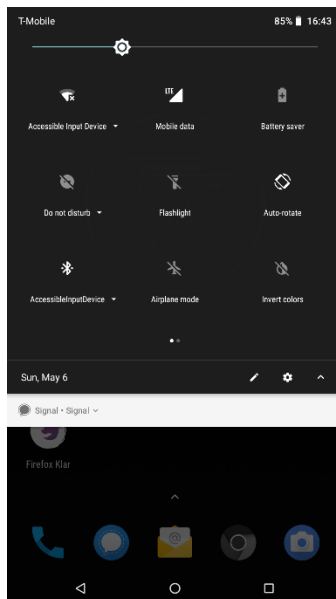 T-Mobile 85% 16:43
Accessible Input Device LTE Mobile data Battery saver
Do not disturb Flashlight Auto-rotate
AccessibleInputDevice Airplane mode Invert colors
Sun, May 6
Signal • Signal
Firefox Klar